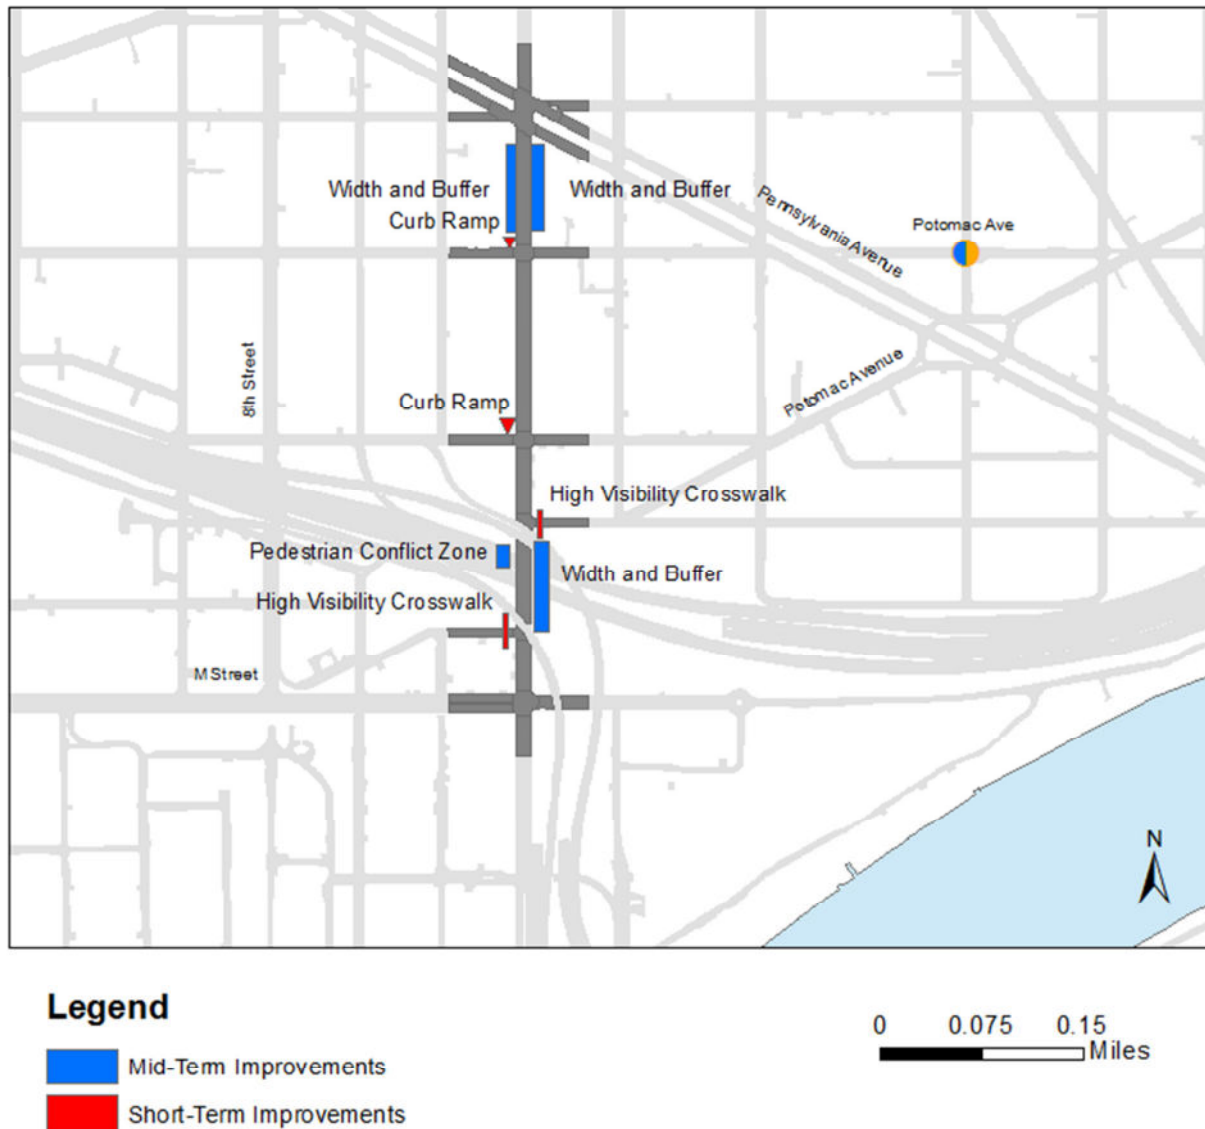 Width and Buffer
Width and Buffer
Curb Ramp
Pennsylvania Avenue
Potomac Ave
8th Street
Potomac Avenue
Curb Ramp
High Visibility Crosswalk
Pedestrian Conflict Zone
Width and Buffer
High Visibility Crosswalk
M Street
N
Legend
Mid-Term Improvements
Short-Term Improvements
0 0.075 0.15
Miles